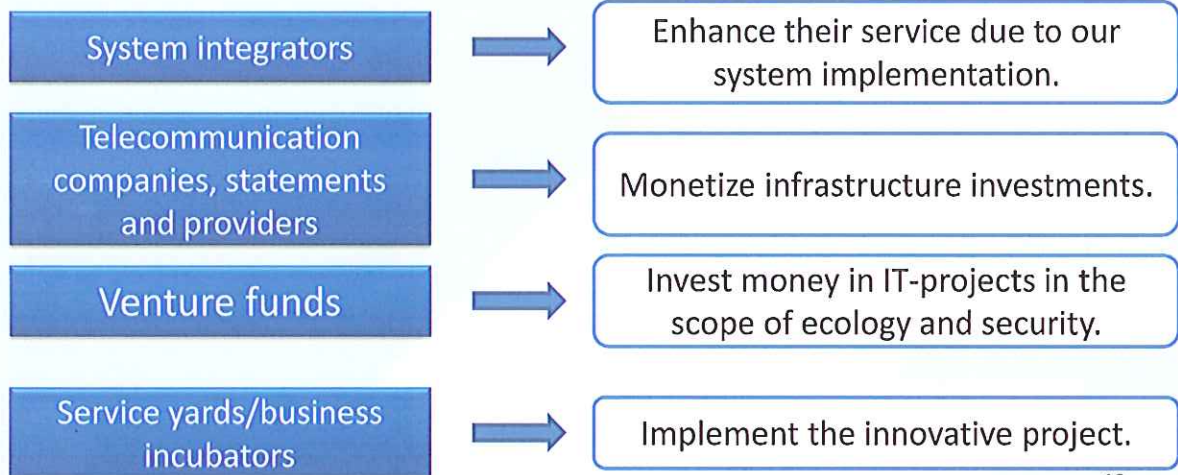 System integrators
Enhance their service due to our
system implementation.
Telecommunication
companies, statements
and providers
Monetize infrastructure investments.
Venture funds
Invest money in IT-projects in the
scope of ecology and security.
Service yards/business
incubators
Implement the innovative project.